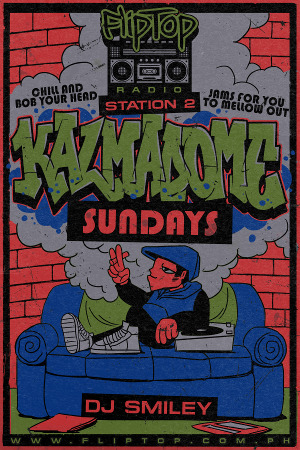 FLIPTOP
RADIO
STATION 2
CHILL AND
BOB YOUR HEAD
JAMS FOR YOU
TO MELLOW OUT
KALMADOME
SUNDAYS
DJ SMILEY
WWW.FLIPTOP.COM.PH